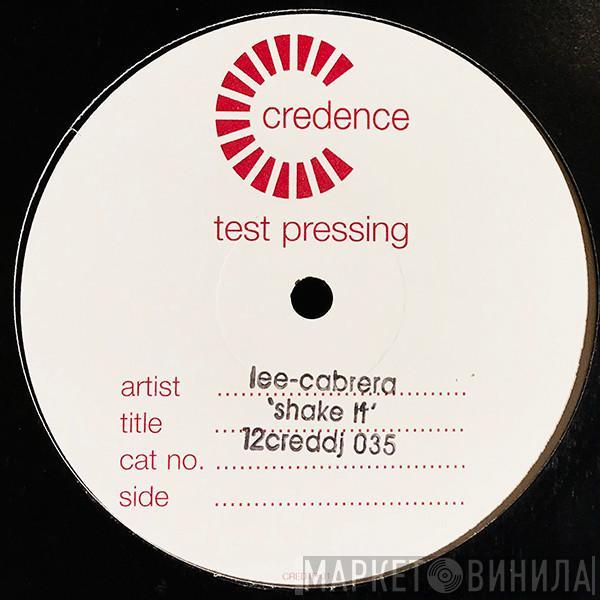 credence
test pressing
artist lee-cabrera
title 'shake it'
cat no. 12creddj 035
side
МАРКЕТ ВИНИЛА